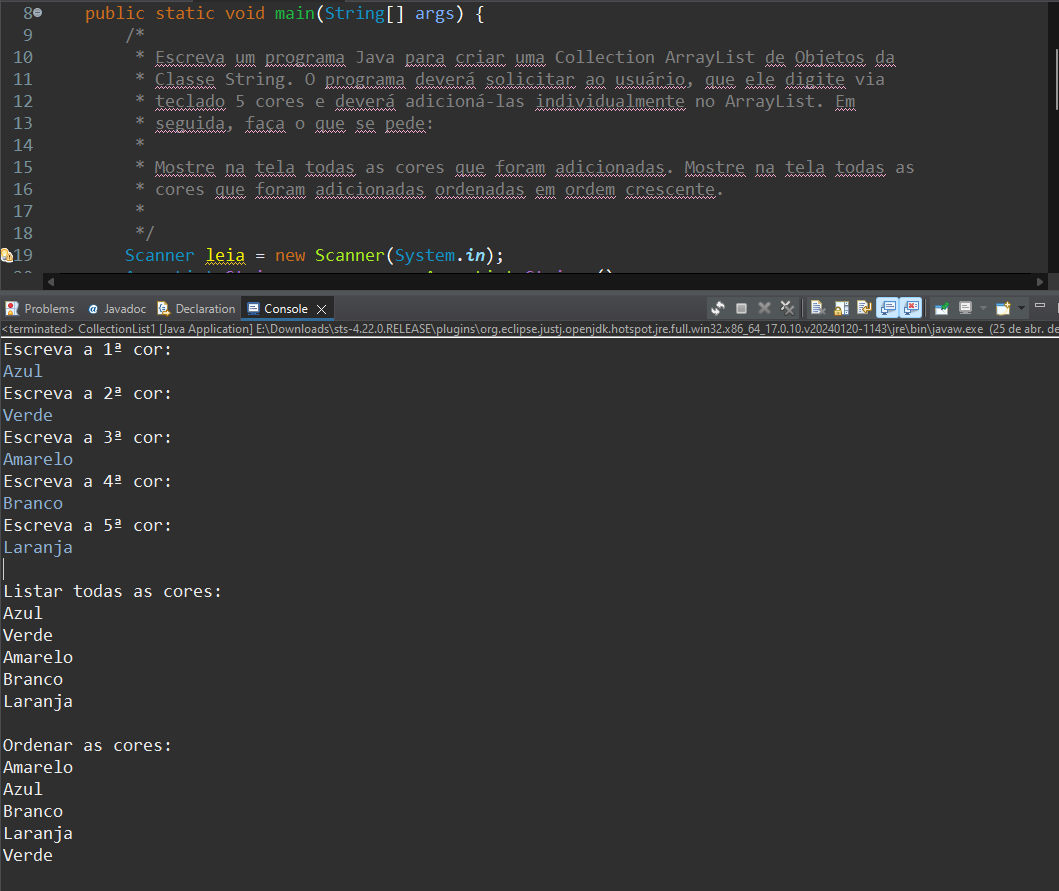 8 public static void main(String[] args) {
9 /*
10 * Escreva um programa Java para criar uma Collection ArrayList de Objetos da
11 * Classe String. O programa deverá solicitar ao usuário, que ele digite via
12 * teclado 5 cores e deverá adicioná-las individualmente no ArrayList. Em
13 * seguida, faça o que se pede:
14 *
15 * Mostre na tela todas as cores que foram adicionadas. Mostre na tela todas as
16 * cores que foram adicionadas ordenadas em ordem crescente.
17 *
18 */
19 Scanner leia = new Scanner(System.in);
Problems @ Javadoc Declaration Console
<terminated> CollectionList1 [Java Application] E:\Downloads\sts-4.22.0.RELEASE\plugins\org.eclipse.justj.openjdk.hotspot.jre.full.win32.x86_64_17.0.10.v20240120-1143\jre\bin\javaw.exe (25 de abr. de
Escreva a 1ª cor:
Azul
Escreva a 2ª cor:
Verde
Escreva a 3ª cor:
Amarelo
Escreva a 4ª cor:
Branco
Escreva a 5ª cor:
Laranja
Listar todas as cores:
Azul
Verde
Amarelo
Branco
Laranja
Ordenar as cores:
Amarelo
Azul
Branco
Laranja
Verde